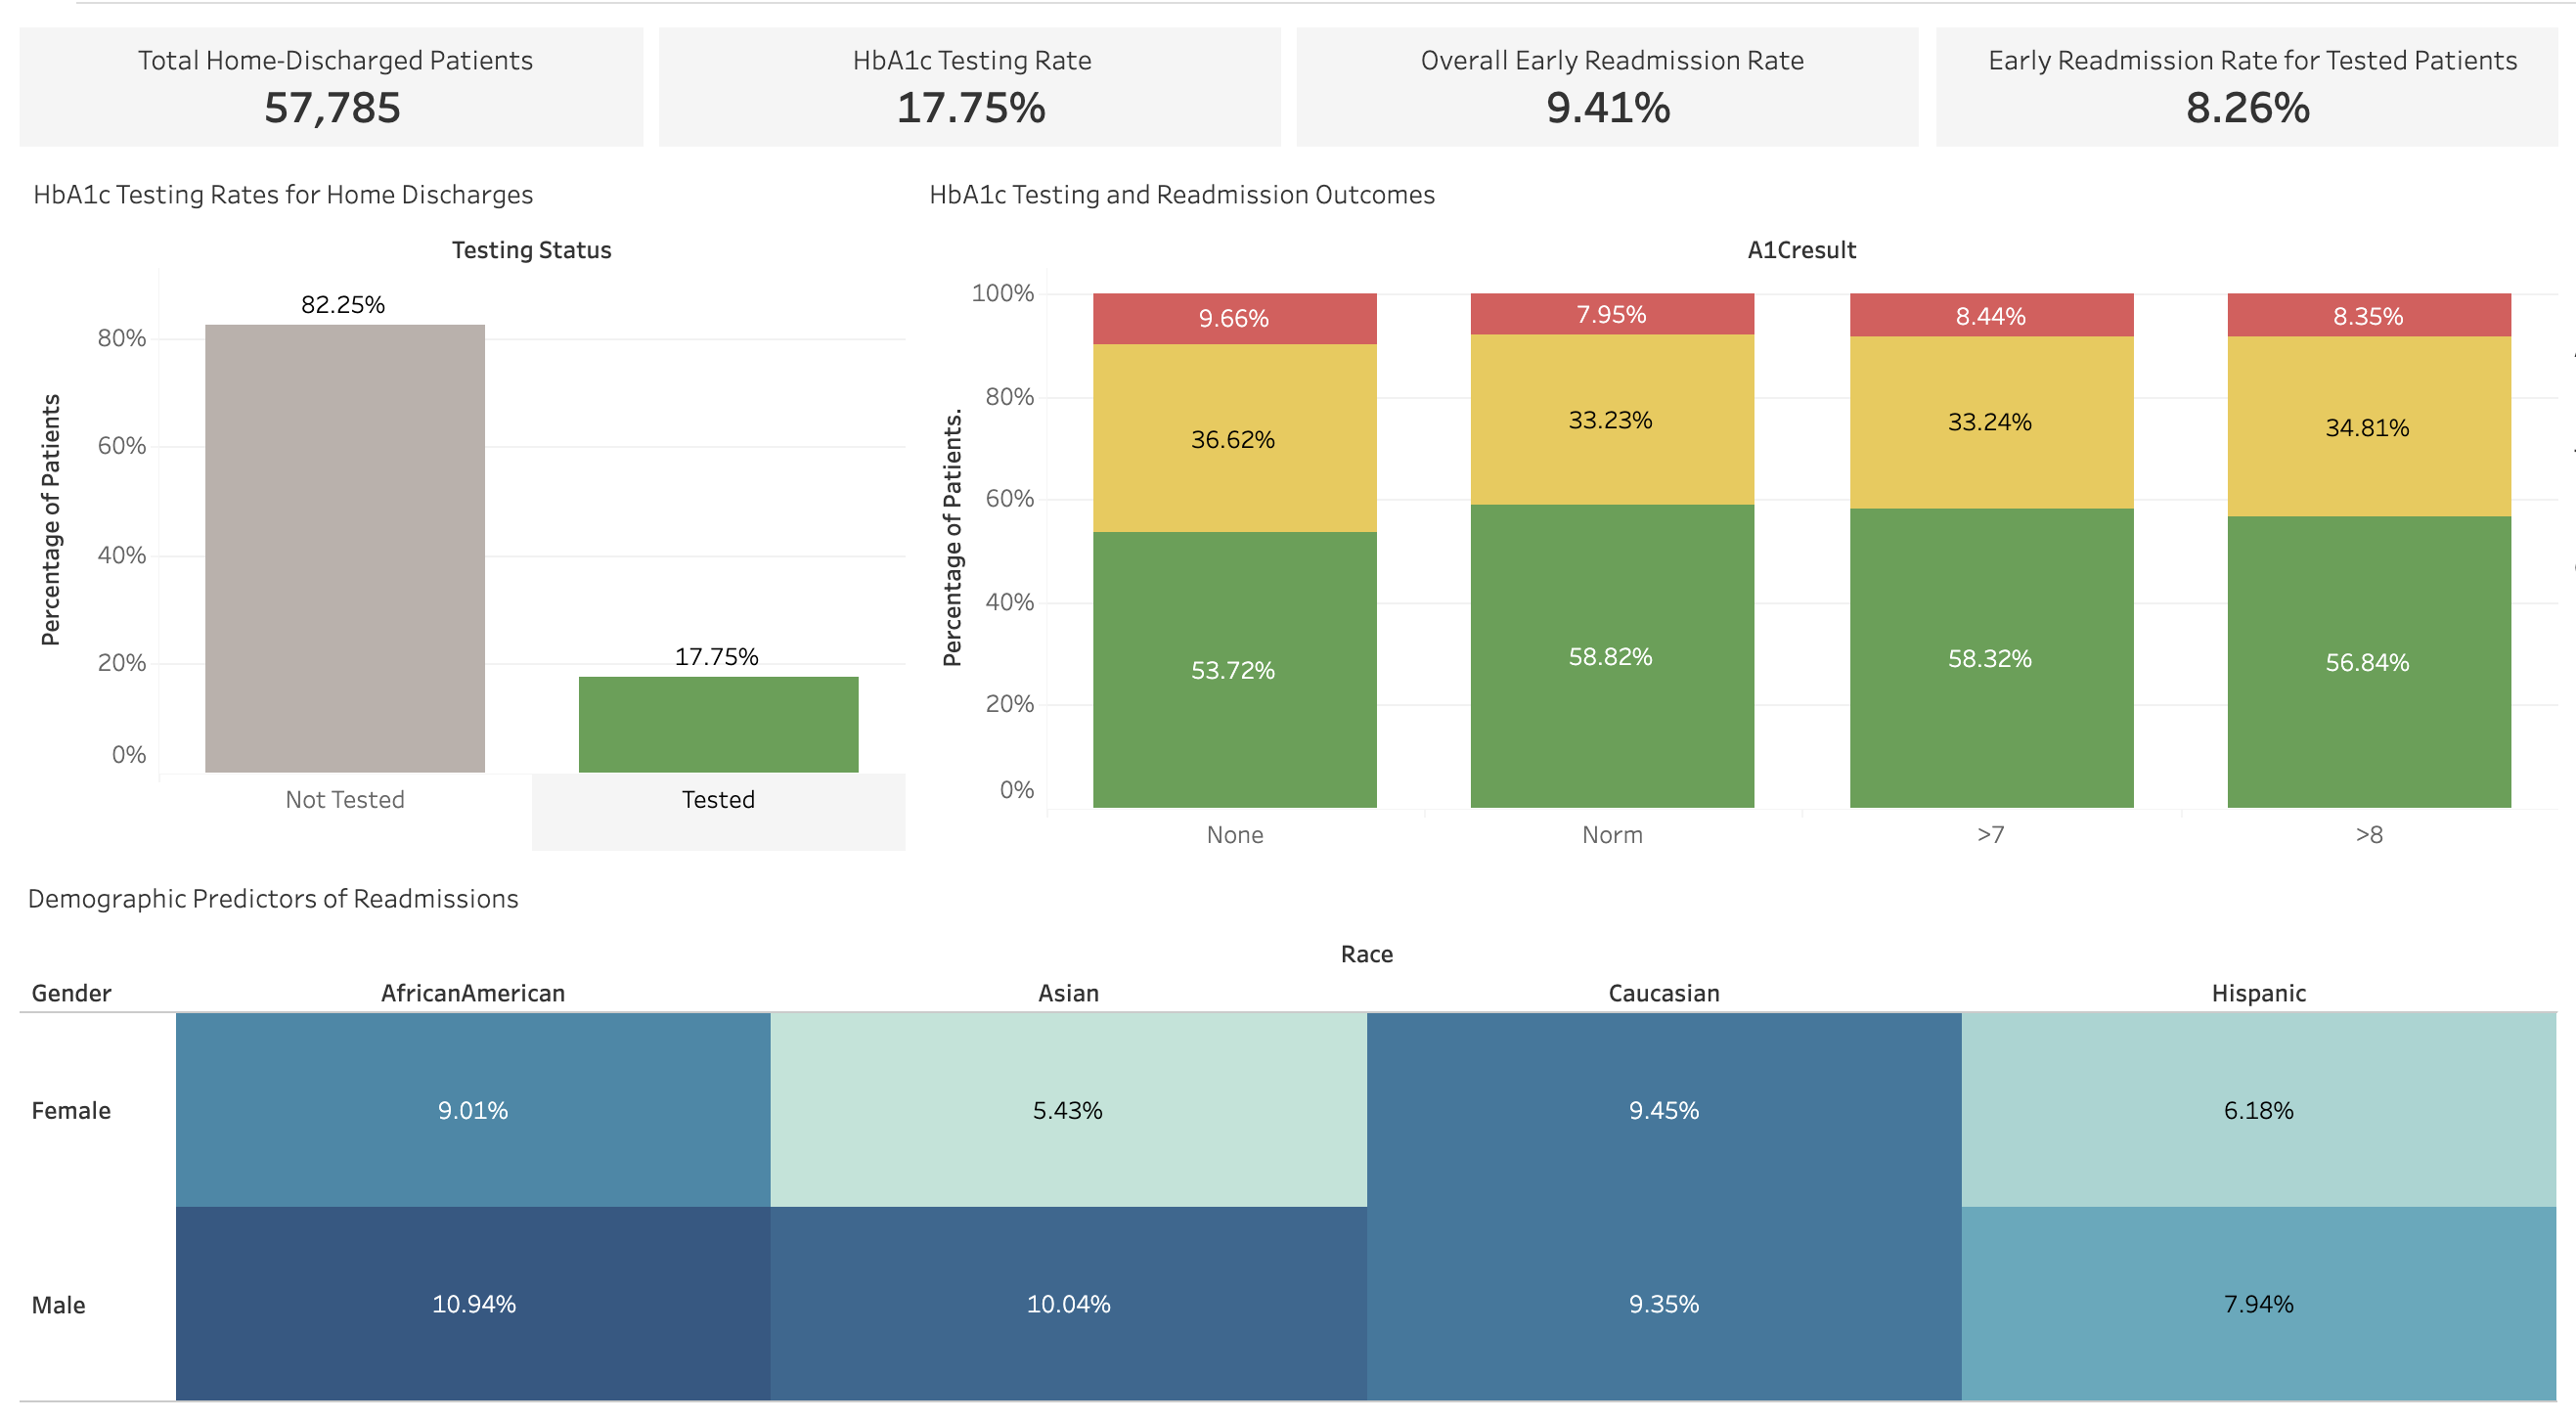 Total Home-Discharged Patients
57,785
HbA1c Testing Rate
17.75%
Overall Early Readmission Rate
9.41%
Early Readmission Rate for Tested Patients
8.26%
HbA1c Testing Rates for Home Discharges
Testing Status
Percentage of Patients
80%
60%
40%
20%
0%
82.25%
17.75%
Not Tested
Tested
HbA1c Testing and Readmission Outcomes
A1Cresult
Percentage of Patients.
100%
80%
60%
40%
20%
0%
9.66%
7.95%
8.44%
8.35%
36.62%
33.23%
33.24%
34.81%
53.72%
58.82%
58.32%
56.84%
None
Norm
>7
>8
Demographic Predictors of Readmissions
Race
Gender
AfricanAmerican
Asian
Caucasian
Hispanic
Female
9.01%
5.43%
9.45%
6.18%
Male
10.94%
10.04%
9.35%
7.94%